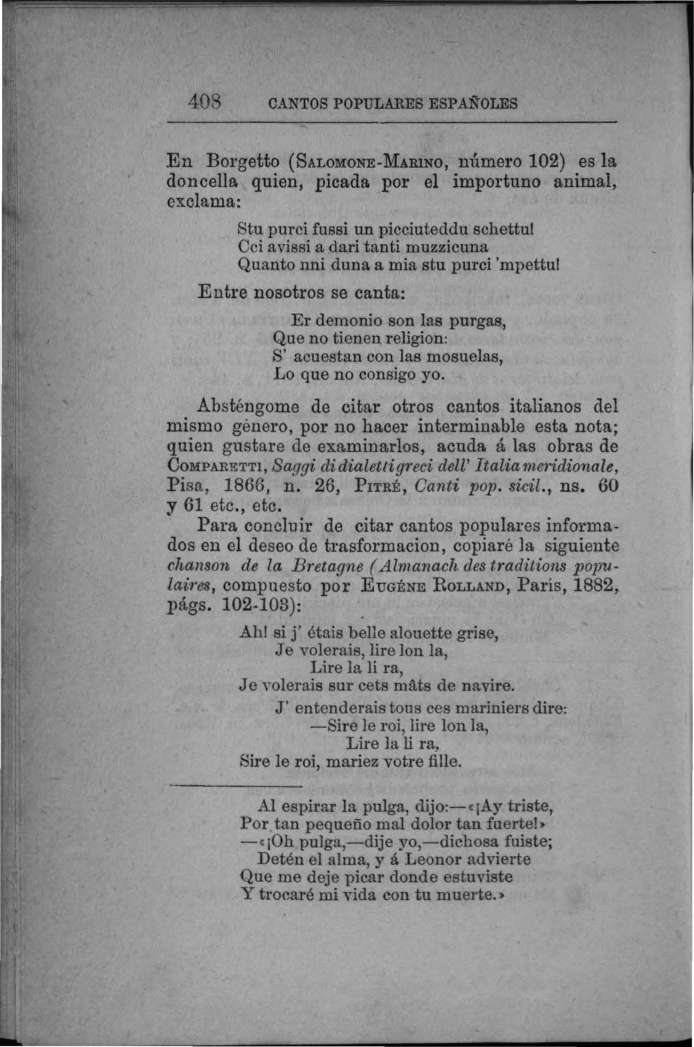 408 CANTOS POPULARES ESPAÑOLES
En Borgetto (SALOMONE-MARINO, número 102) es la
doncella quien, picada por el importuno animal,
exclama:
Stu purci fussi un picciuteddu schettu!
Cci avissi a dari tanti muzzicuna
Quanto nni duna a mia stu purci 'mpettu!
Entre nosotros se canta:
Er demonio son las purgas,
Que no tienen religion:
S' acuestan con las mosuelas,
Lo que no consigo yo.
Absténgome de citar otros cantos italianos del
mismo género, por no hacer interminable esta nota;
quien gustare de examinarlos, acuda á las obras de
COMPARETTI, Saggi di dialetti greci dell' Italia meridionale,
Pisa, 1866, n. 26, PITRÉ, Canti pop. sicil., ns. 60
y 61 etc., etc.
Para concluir de citar cantos populares informa-
dos en el deseo de trasformacion, copiaré la siguiente
chanson de la Bretagne (Almanach des traditions popu-
laires, compuesto por EUGÉNE ROLLAND, París, 1882,
págs. 102-103):
Ah! si j' étais belle alouette grise,
Je volerais, lire lon la,
Lire la li ra,
Je volerais sur cets mâts de navire.
J' entenderais tous ces mariniers dire:
—Sire le roi, lire lon la,
Lire la li ra,
Sire le roi, mariez votre fille.
Al espirar la pulga, dijo:—«¡Ay triste,
Por tan pequeño mal dolor tan fuerte!»
—«¡Oh pulga,—dije yo,—dichosa fuiste;
Detén el alma, y á Leonor advierte
Que me deje picar donde estuviste
Y trocaré mi vida con tu muerte.»